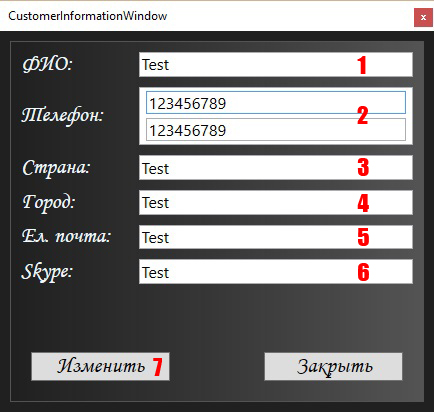 CustomerInformationWindow
ФИО: Test 1
Телефон: 123456789 2
123456789
Страна: Test 3
Город: Test 4
Ел. почта: Test 5
Skype: Test 6
Изменить 7 Закрыть